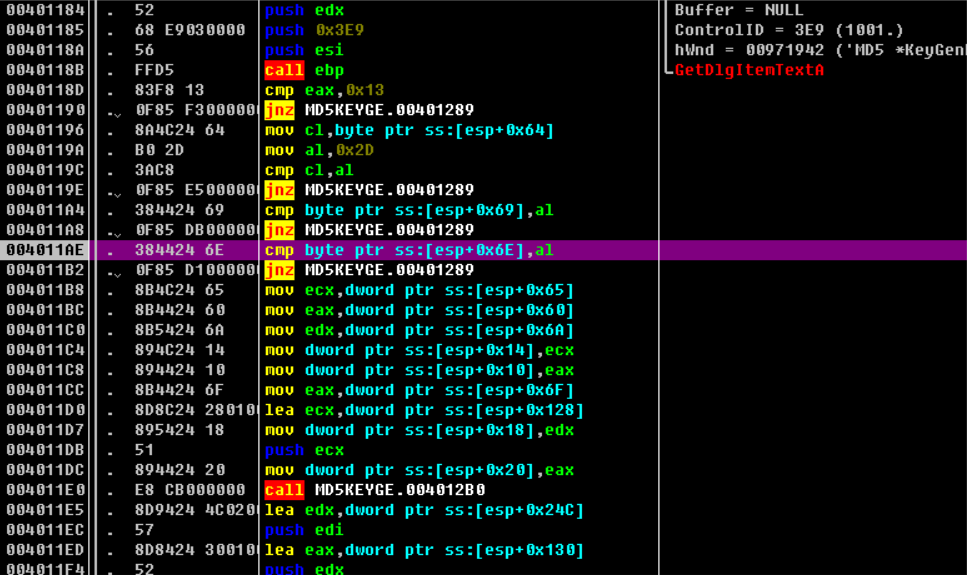 00401184 . 52 push edx Buffer = NULL
00401185 . 68 E9030000 push 0x3E9 ControlID = 3E9 (1001.)
0040118A . 56 push esi hWnd = 00971942 ('MD5 *KeyGen
0040118B . FFD5 call ebp GetDlgItemTextA
0040118D . 83F8 13 cmp eax,0x13
00401190 .⌄ 0F85 F3000000 jnz MD5KEYGE.00401289
00401196 . 8A4C24 64 mov cl,byte ptr ss:[esp+0x64]
0040119A . B0 2D mov al,0x2D
0040119C . 3AC8 cmp cl,al
0040119E .⌄ 0F85 E5000000 jnz MD5KEYGE.00401289
004011A4 . 384424 69 cmp byte ptr ss:[esp+0x69],al
004011A8 .⌄ 0F85 DB000000 jnz MD5KEYGE.00401289
004011AE . 384424 6E cmp byte ptr ss:[esp+0x6E],al
004011B2 .⌄ 0F85 D1000000 jnz MD5KEYGE.00401289
004011B8 . 8B4C24 65 mov ecx,dword ptr ss:[esp+0x65]
004011BC . 8B4424 60 mov eax,dword ptr ss:[esp+0x60]
004011C0 . 8B5424 6A mov edx,dword ptr ss:[esp+0x6A]
004011C4 . 894C24 14 mov dword ptr ss:[esp+0x14],ecx
004011C8 . 894424 10 mov dword ptr ss:[esp+0x10],eax
004011CC . 8B4424 6F mov eax,dword ptr ss:[esp+0x6F]
004011D0 . 8D8C24 28010 lea ecx,dword ptr ss:[esp+0x128]
004011D7 . 895424 18 mov dword ptr ss:[esp+0x18],edx
004011DB . 51 push ecx
004011DC . 894424 20 mov dword ptr ss:[esp+0x20],eax
004011E0 . E8 CB000000 call MD5KEYGE.004012B0
004011E5 . 8D9424 4C020 lea edx,dword ptr ss:[esp+0x24C]
004011EC . 57 push edi
004011ED . 8D8424 30010 lea eax,dword ptr ss:[esp+0x130]
004011F4 . 52 push edx